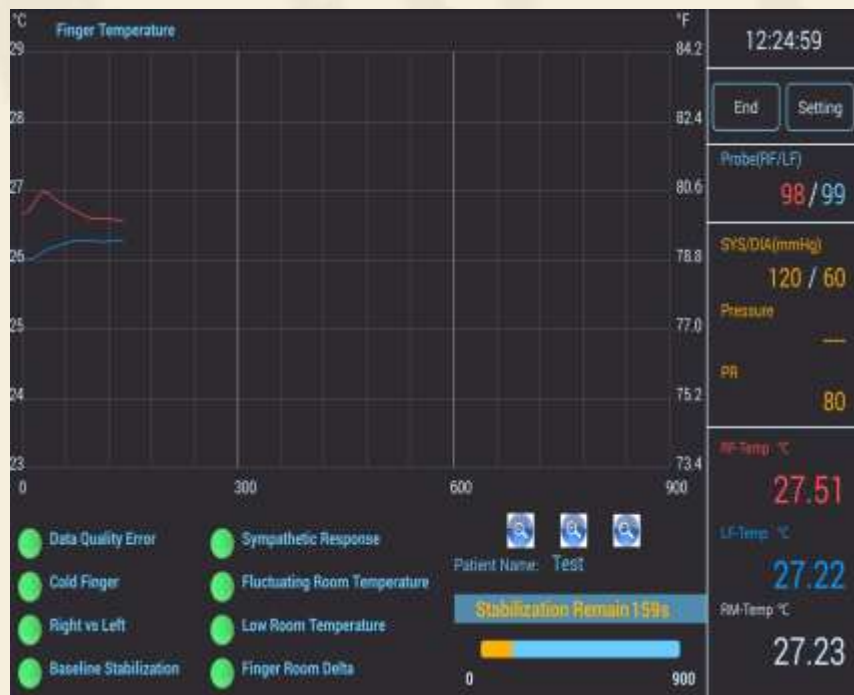 °C
Finger Temperature
°F
12:24:59
29
84.2
End
Setting
28
82.4
Probe(RF/LF)
98/99
27
80.6
SYS/DIA(mmHg)
120 / 60
26
78.8
Pressure
---
25
77.0
PR
80
24
75.2
23
73.4
0
300
600
900
RF-Temp °C
27.51
LF-Temp °C
27.22
RM-Temp °C
27.23
Data Quality Error
Sympathetic Response
Cold Finger
Fluctuating Room Temperature
Right vs Left
Low Room Temperature
Baseline Stabilization
Finger Room Delta
Patient Name: Test
Stabilization Remain 159s
0
900